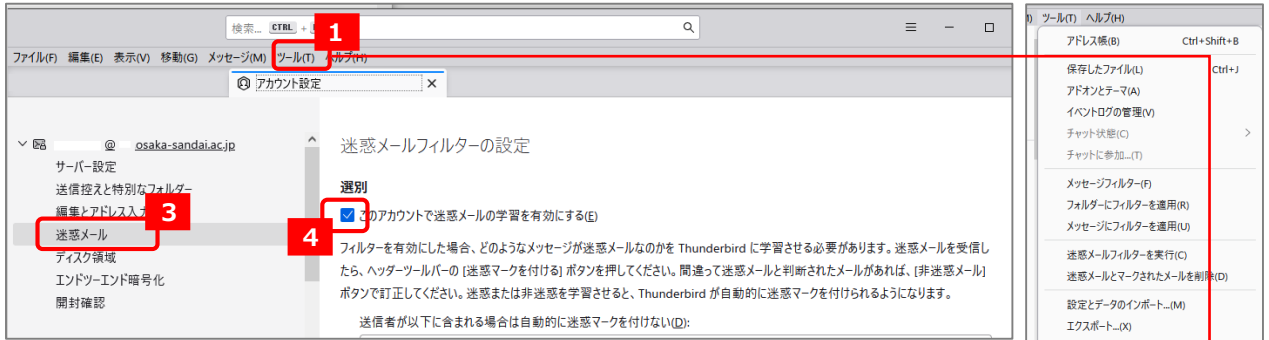 検索... CTRL +
1
ファイル(F) 編集(E) 表示(V) 移動(G) メッセージ(M) ツール(T) ヘルプ(H)
アカウント設定
@ osaka-sandai.ac.jp
サーバー設定
送信控えと特別なフォルダー
編集とアドレス入力
3
迷惑メール
ディスク領域
エンドツーエンド暗号化
開封確認
迷惑メールフィルターの設定
選別
このアカウントで迷惑メールの学習を有効にする(E)
4
フィルターを有効にした場合、どのようなメッセージが迷惑メールなのかを Thunderbird に学習させる必要があります。迷惑メールを受信し
たら、ヘッダーツールバーの [迷惑マークを付ける] ボタンを押してください。間違って迷惑メールと判断されたメールがあれば、[非迷惑メール]
ボタンで訂正してください。迷惑または非迷惑を学習させると、Thunderbird が自動的に迷惑マークを付けられるようになります。
送信者が以下に含まれる場合は自動的に迷惑マークを付けない(D):
ツール(T) ヘルプ(H)
アドレス帳(B) Ctrl+Shift+B
保存したファイル(L) Ctrl+J
アドオンとテーマ(A)
イベントログの管理(V)
チャット状態(C)
チャットに参加...(T)
メッセージフィルター(F)
フォルダーにフィルターを適用(R)
メッセージにフィルターを適用(U)
迷惑メールフィルターを実行(C)
迷惑メールとマークされたメールを削除(D)
設定とデータのインポート...(M)
エクスポート...(X)